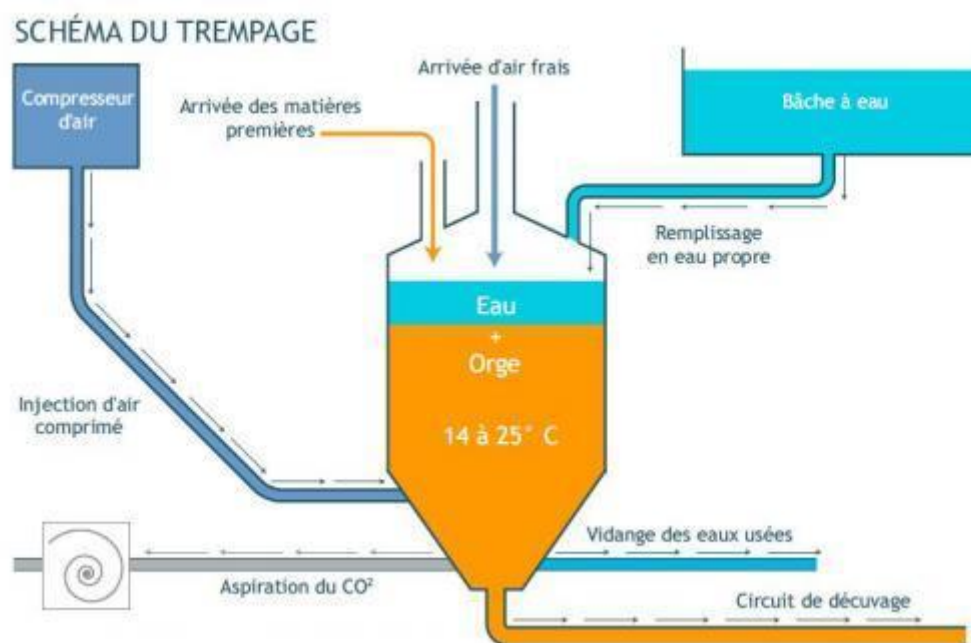 SCHÉMA DU TREMPAGE
Compresseur
d'air
Arrivée d'air frais
Arrivée des matières
premières
Bâche à eau
Remplissage
en eau propre
Eau
+
Orge
14 à 25° C
Injection d'air
comprimé
Vidange des eaux usées
Aspiration du CO²
Circuit de décuvage